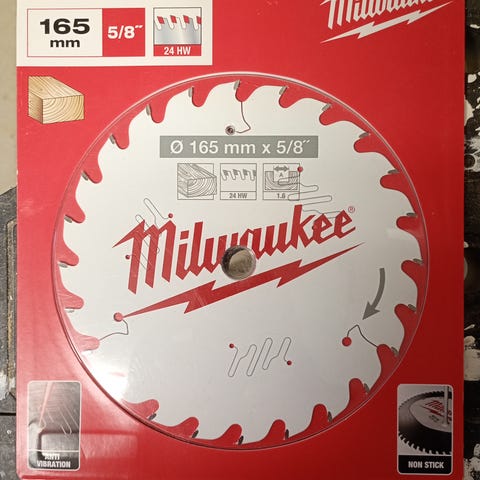 165
mm
5/8˝
24 HW
Milwaukee
Ø 165 mm x 5/8˝
24 HW
1.6
Milwaukee®
ANTI
VIBRATION
NON STICK